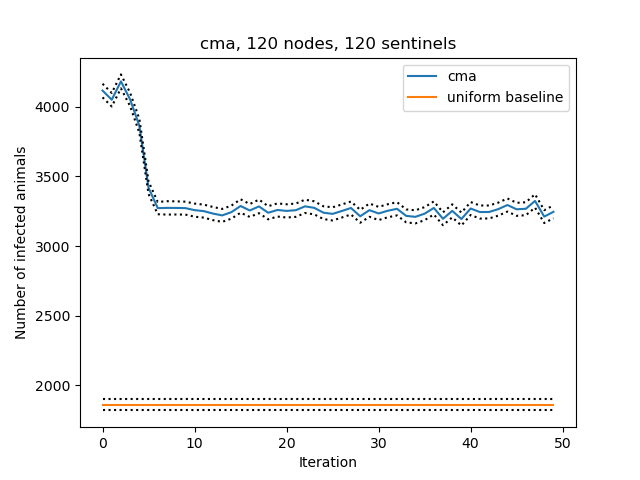 cma, 120 nodes, 120 sentinels
cma
uniform baseline
Number of infected animals
4000
3500
3000
2500
2000
0 10 20 30 40 50
Iteration